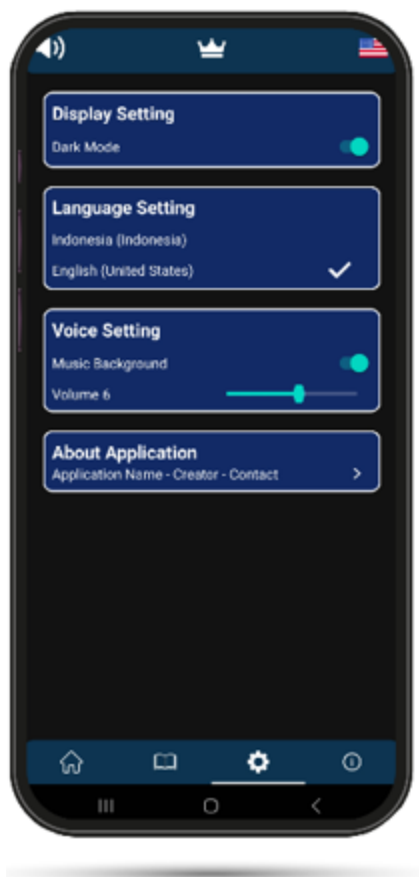 Display Setting
Dark Mode
Language Setting
Indonesia (Indonesia)
English (United States)
Voice Setting
Music Background
Volume 6
About Application
Application Name - Creator - Contact